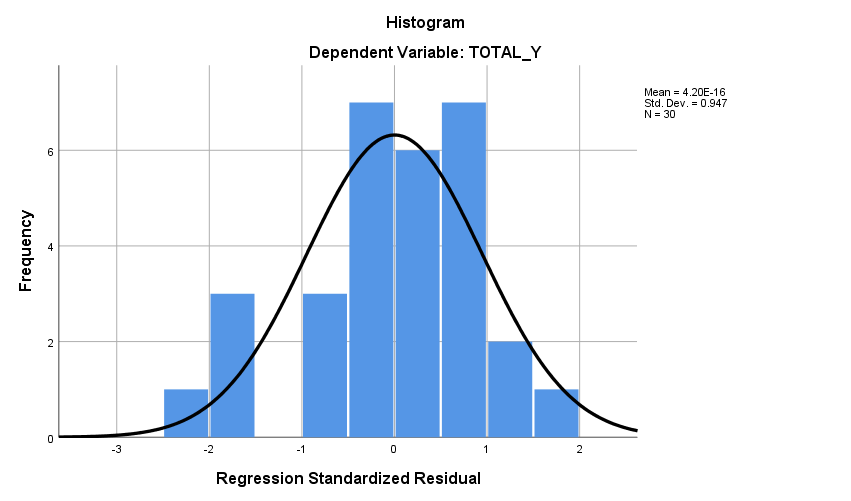 Histogram
Dependent Variable: TOTAL_Y
Mean = 4.20E-16
Std. Dev. = 0.947
N = 30
Frequency
6
4
2
0
-3
-2
-1
0
1
2
Regression Standardized Residual